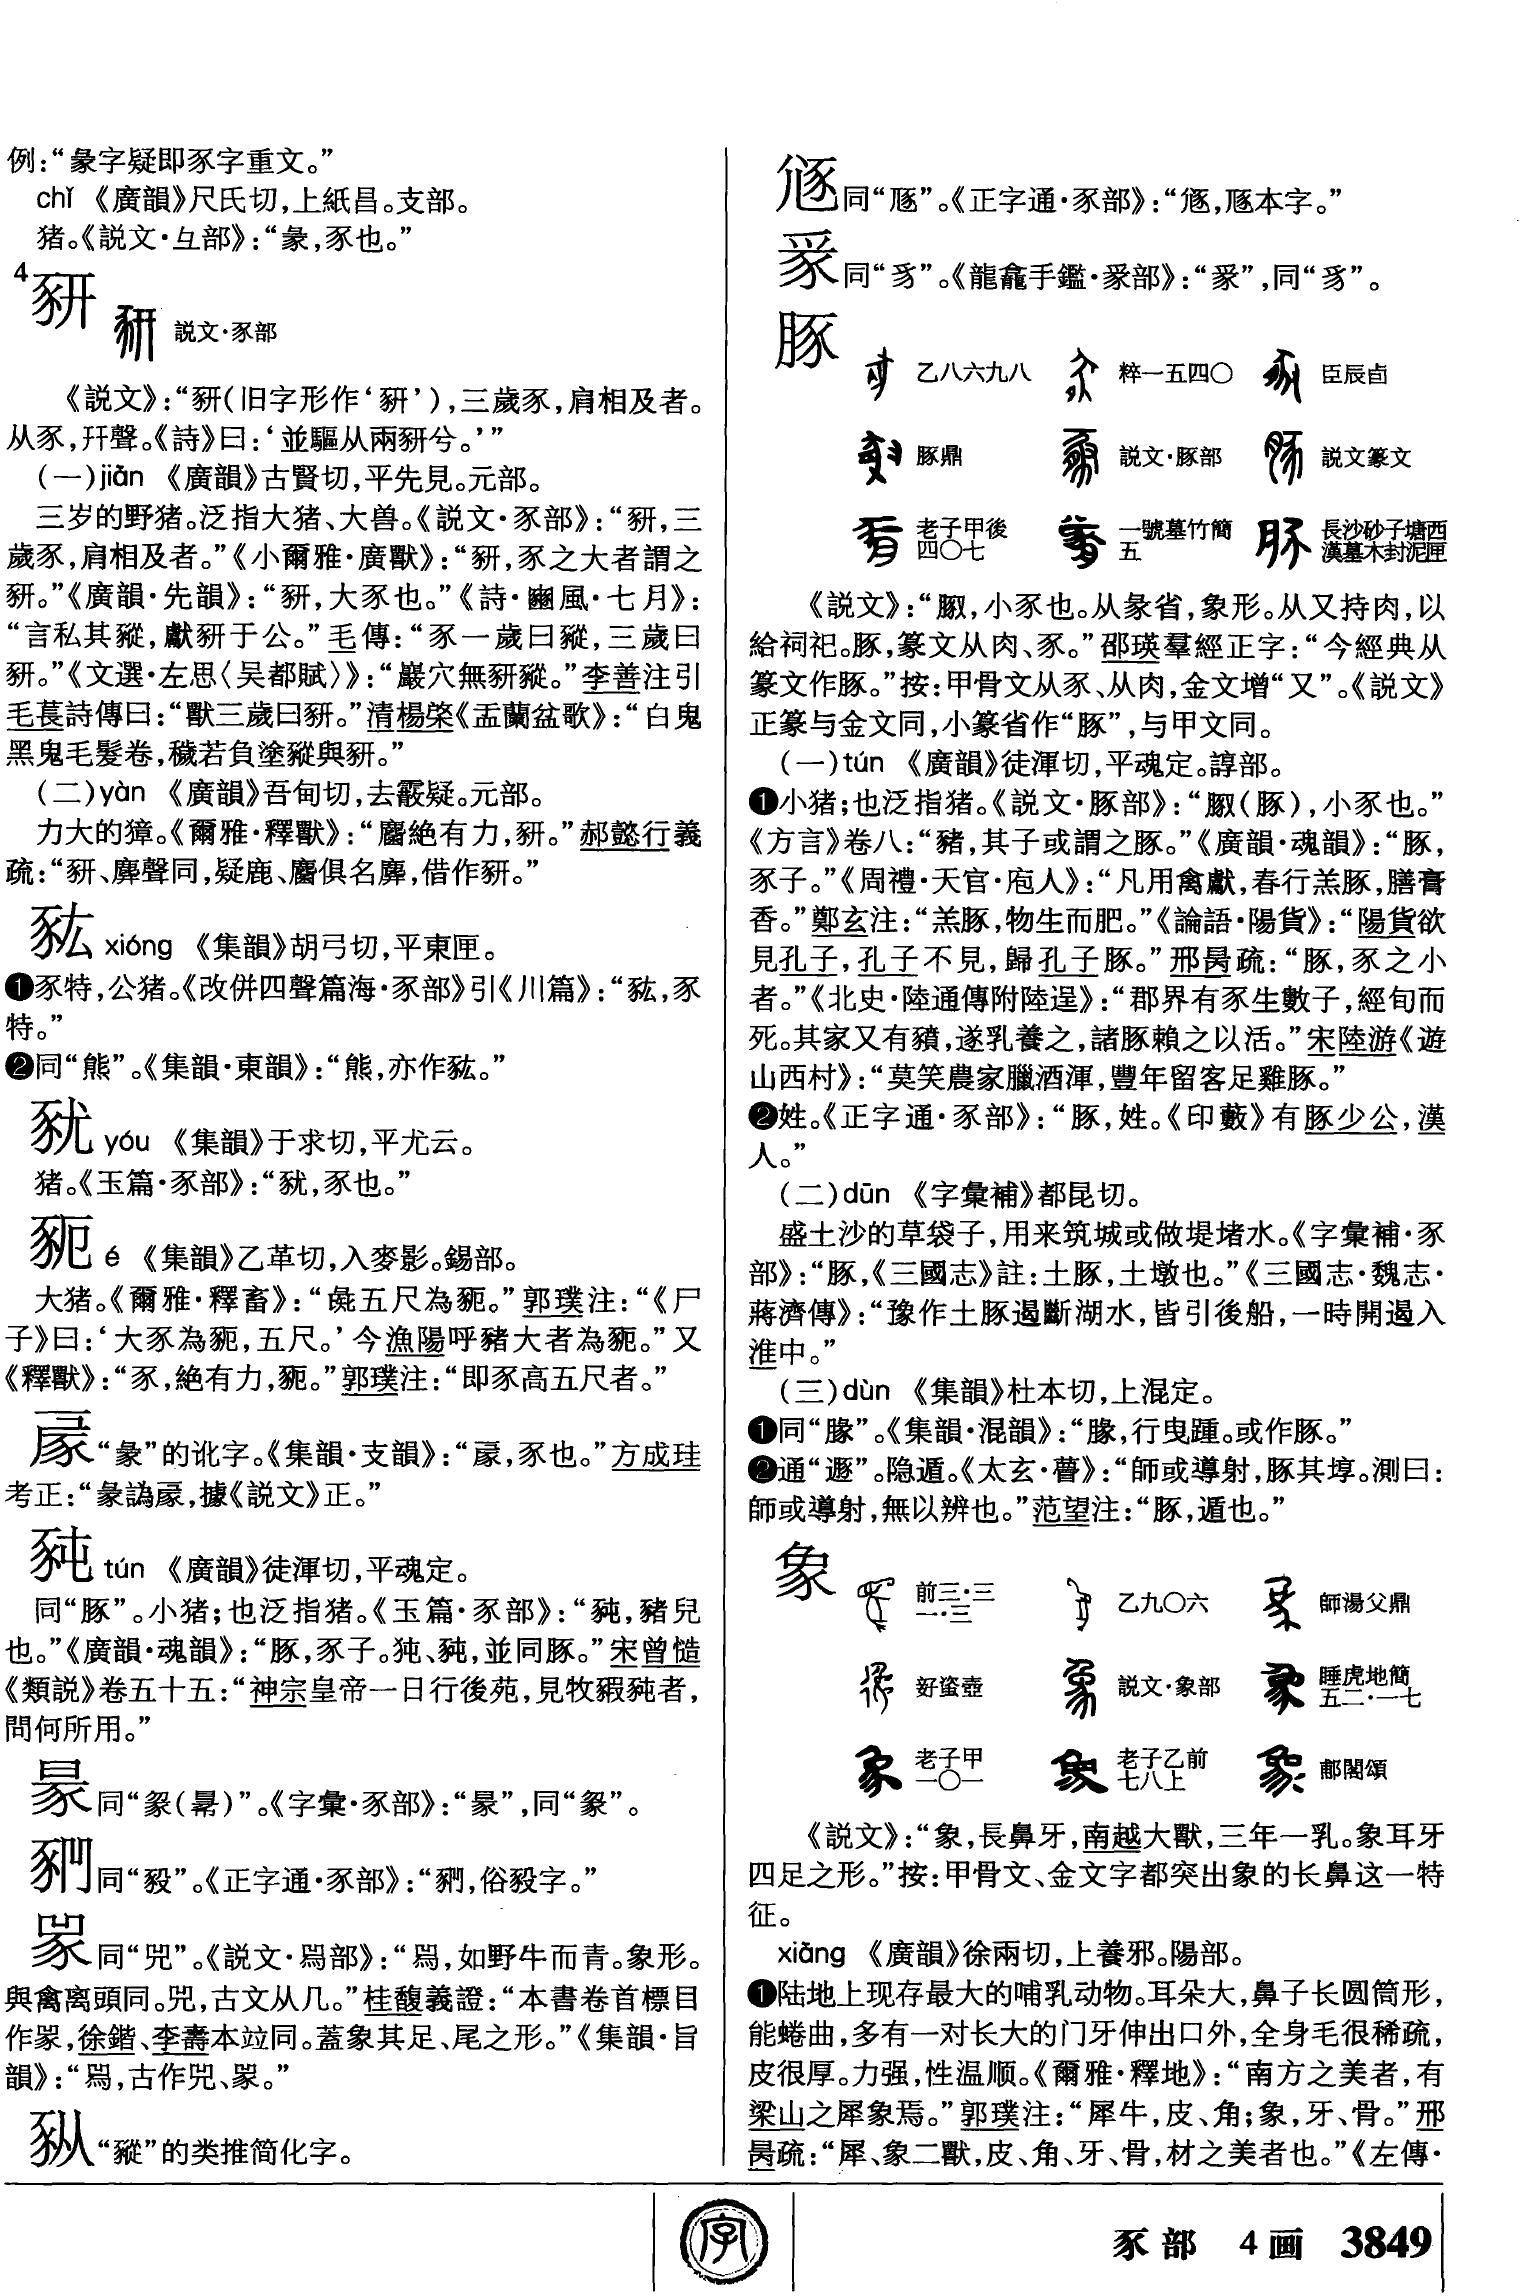 例：“彖字疑即豕字重文。”
chǐ 《廣韻》尺氏切，上紙昌。支部。
猪。《説文·彑部》：“彖，豕也。”
4
豣 説文·豕部
《説文》：“豣（旧字形作‘豜’），三歲豕，肩相及者。
从豕，幵聲。《詩》曰：‘並驅从兩豣兮。’”
（一）jiān 《廣韻》古賢切，平先見。元部。
三岁的野猪。泛指大猪、大兽。《説文·豕部》：“豣，三
歲豕，肩相及者。”《小爾雅·廣獸》：“豣，豕之大者謂之
豣。”《廣韻·先韻》：“豣，大豕也。”《詩·豳風·七月》：
“言私其豵，獻豣于公。”毛傳：“豕一歲曰豵，三歲曰
豣。”《文選·左思〈吴都賦〉》：“巖穴無豣豵。”李善注引
毛萇詩傳曰：“獸三歲曰豣。”清楊棨《盂蘭盆歌》：“白鬼
黑鬼毛髮卷，穢若負塗豵與豣。”
（二）yàn 《廣韻》吾甸切，去霰疑。元部。
力大的獐。《爾雅·釋獸》：“麕絶有力，豣。”郝懿行義
疏：“豣、麉聲同，疑鹿、麕俱名麉，借作豣。”
𧰯 xióng 《集韻》胡弓切，平東匣。
❶豕特，公猪。《改併四聲篇海·豕部》引《川篇》：“𧰯，豕
特。”
❷同“熊”。《集韻·東韻》：“熊，亦作𧰯。”
yóu 《集韻》于求切，平尤云。
猪。《玉篇·豕部》：“，豕也。”
豟 é 《集韻》乙革切，入麥影。錫部。
大猪。《爾雅·釋畜》：“彘五尺為豟。”郭璞注：“《尸
子》曰：‘大豕為豟，五尺。’今漁陽呼豬大者為豟。”又
《釋獸》：“豕，絶有力，豟。”郭璞注：“即豕高五尺者。”
“彖”的讹字。《集韻·支韻》：“，豕也。”方成珪
考正：“彖譌，據《説文》正。”
豘 tún 《廣韻》徒渾切，平魂定。
同“豚”。小猪；也泛指猪。《玉篇·豕部》：“豘，豬兒
也。”《廣韻·魂韻》：“豚，豕子。㹠、豘，並同豚。”宋曾慥
《類説》卷五十五：“神宗皇帝一日行後苑，見牧豭豘者，
問何所用。”
同“（）”。《字彙·豕部》：“”，同“”。
同“毅”。《正字通·豕部》：“，俗毅字。”
同“兕”。《説文·𤉡部》：“𤉡，如野牛而青。象形。
與禽离頭同。兕，古文从几。”桂馥義證：“本書卷首標目
作，徐鍇、李燾本竝同。蓋象其足、尾之形。”《集韻·旨
韻》：“𤉡，古作兕、。”
“豵”的类推简化字。
同“豗”。《正字通·豕部》：“，豗本字。”
同“豸”。《龍龕手鑑·部》：“”，同“豸”。
豚
乙八六九八 粹一五四〇 臣辰卣
豚鼎 説文·豚部 説文篆文
老子甲後四〇七 一號墓竹簡五 長沙砂子塘西漢墓木封泥匣
《説文》：“𢑓，小豕也。从彖省，象形。从又持肉，以
給祠祀。豚，篆文从肉、豕。”邵瑛羣經正字：“今經典从
篆文作豚。”按：甲骨文从豕、从肉，金文增“又”。《説文》
正篆与金文同，小篆省作“豚”，与甲文同。
（一）tún 《廣韻》徒渾切，平魂定。諄部。
❶小猪；也泛指猪。《説文·豚部》：“𢑓（豚），小豕也。”
《方言》卷八：“豬，其子或謂之豚。”《廣韻·魂韻》：“豚，
豕子。”《周禮·天官·庖人》：“凡用禽獻，春行羔豚，膳膏
香。”鄭玄注：“羔豚，物生而肥。”《論語·陽貨》：“陽貨欲
見孔子，孔子不見，歸孔子豚。”邢昺疏：“豚，豕之小
者。”《北史·陸通傳附陸逞》：“郡界有豕生數子，經旬而
死。其家又有豶，遂乳養之，諸豚賴之以活。”宋陸游《遊
山西村》：“莫笑農家臘酒渾，豐年留客足雞豚。”
❷姓。《正字通·豕部》：“豚，姓。《印藪》有豚少公，漢
人。”
（二）dūn 《字彙補》都昆切。
盛土沙的草袋子，用来筑城或做堤堵水。《字彙補·豕
部》：“豚，《三國志》註：土豚，土墩也。”《三國志·魏志·
蔣濟傳》：“豫作土豚遏斷湖水，皆引後船，一時開遏入
淮中。”
（三）dùn 《集韻》杜本切，上混定。
❶同“腞”。《集韻·混韻》：“腞，行曳踵。或作豚。”
❷通“遯”。隐遁。《太玄·瞢》：“師或導射，豚其埻。測曰：
師或導射，無以辨也。”范望注：“豚，遁也。”
象
前三·三一·三 乙九〇六 師湯父鼎
好蚉壺 説文·象部 睡虎地簡五二·一七
老子甲一〇一 老子乙前七八上 郙閣頌
《説文》：“象，長鼻牙，南越大獸，三年一乳。象耳牙
四足之形。”按：甲骨文、金文字都突出象的长鼻这一特
征。
xiàng 《廣韻》徐兩切，上養邪。陽部。
❶陆地上现存最大的哺乳动物。耳朵大，鼻子长圆筒形，
能蜷曲，多有一对长大的门牙伸出口外，全身毛很稀疏，
皮很厚。力强，性温顺。《爾雅·釋地》：“南方之美者，有
梁山之犀象焉。”郭璞注：“犀牛，皮、角；象，牙、骨。”邢
昺疏：“犀、象二獸，皮、角、牙、骨，材之美者也。”《左傳·
字
豕部 4画 3849